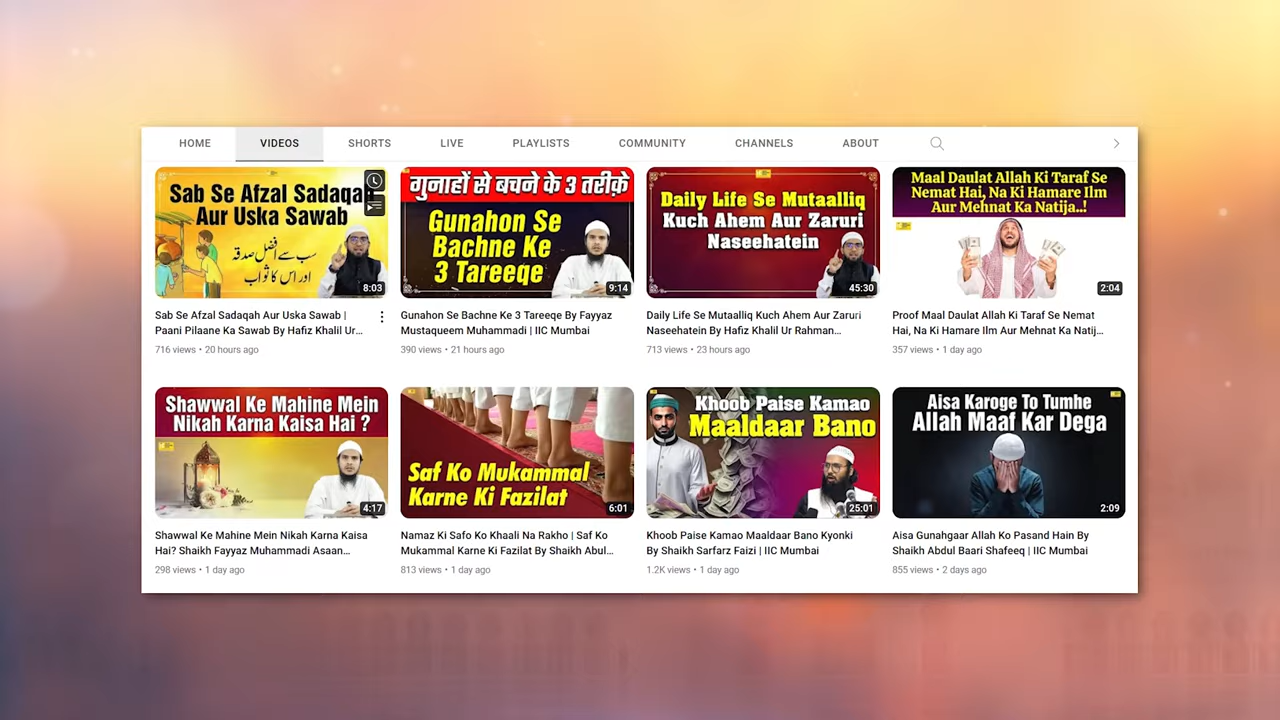 HOME VIDEOS SHORTS LIVE PLAYLISTS COMMUNITY CHANNELS ABOUT
Sab Se Afzal Sadaqah
Aur Uska Sawab
سب سے افضل صدقہ
اور اس کا ثواب
8:03
गुनाहों से बचने के 3 तरीक़े
Gunahon Se
Bachne Ke
3 Tareeqe
9:14
Daily Life Se Mutaalliq
Kuch Ahem Aur Zaruri
Naseehatein
45:30
Maal Daulat Allah Ki Taraf Se
Nemat Hai, Na Ki Hamare Ilm
Aur Mehnat Ka Natija..!
2:04
Sab Se Afzal Sadaqah Aur Uska Sawab |
Paani Pilaane Ka Sawab By Hafiz Khalil Ur...
716 views • 20 hours ago
Gunahon Se Bachne Ke 3 Tareeqe By Fayyaz
Mustaqueem Muhammadi | IIC Mumbai
390 views • 21 hours ago
Daily Life Se Mutaalliq Kuch Ahem Aur Zaruri
Naseehatein By Hafiz Khalil Ur Rahman...
713 views • 23 hours ago
Proof Maal Daulat Allah Ki Taraf Se Nemat
Hai, Na Ki Hamare Ilm Aur Mehnat Ka Natij...
357 views • 1 day ago
Shawwal Ke Mahine Mein
Nikah Karna Kaisa Hai ?
4:17
Saf Ko Mukammal
Karne Ki Fazilat
6:01
Khoob Paise Kamao
Maaldaar Bano
25:01
Aisa Karoge To Tumhe
Allah Maaf Kar Dega
2:09
Shawwal Ke Mahine Mein Nikah Karna Kaisa
Hai? Shaikh Fayyaz Muhammadi Asaan...
298 views • 1 day ago
Namaz Ki Safo Ko Khaali Na Rakho | Saf Ko
Mukammal Karne Ki Fazilat By Shaikh Abul...
813 views • 1 day ago
Khoob Paise Kamao Maaldaar Bano Kyonki
By Shaikh Sarfarz Faizi | IIC Mumbai
1.2K views • 1 day ago
Aisa Gunahgaar Allah Ko Pasand Hain By
Shaikh Abdul Baari Shafeeq | IIC Mumbai
855 views • 2 days ago